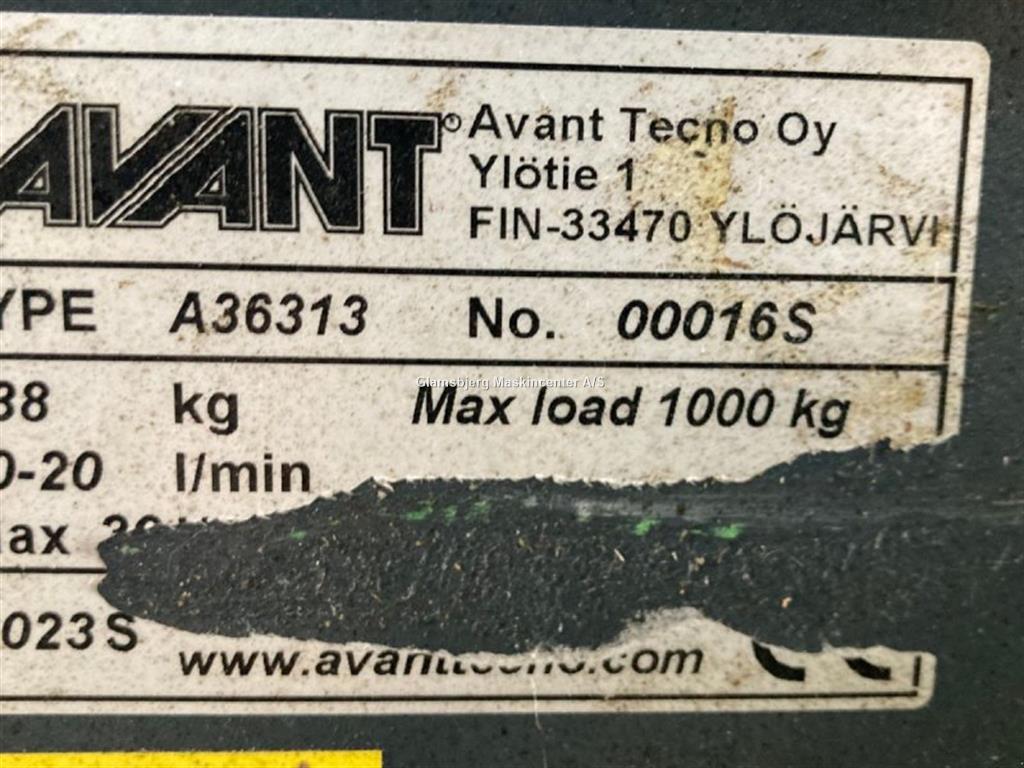 AVANT®
Avant Tecno Oy
Ylötie 1
FIN-33470 YLÖJÄRVI
YPE A36313 No. 00016S
38 kg Max load 1000 kg
0-20 l/min
ax
Glamsbjerg Maskincenter A/S
023S
www.avanttecno.com